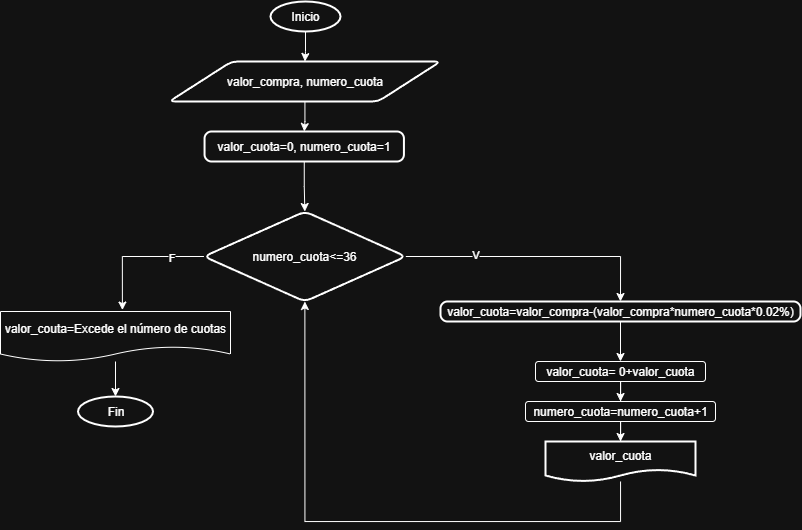 Inicio
valor_compra, numero_cuota
valor_cuota=0, numero_cuota=1
numero_cuota<=36
F
V
valor_couta=Excede el número de cuotas
Fin
valor_cuota=valor_compra-(valor_compra*numero_cuota*0.02%)
valor_cuota= 0+valor_cuota
numero_cuota=numero_cuota+1
valor_cuota